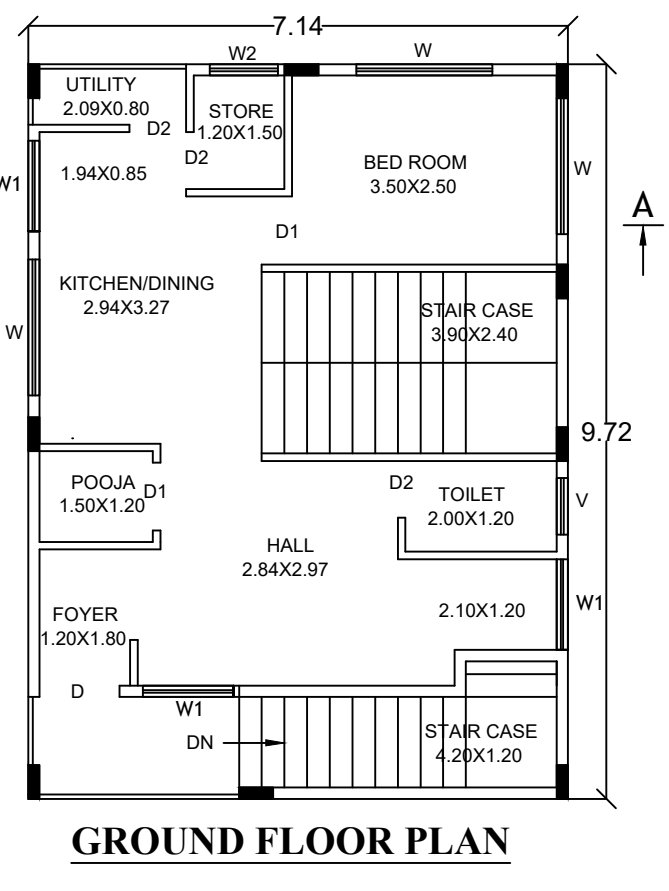 7.14
W2
W
UTILITY
2.09X0.80
STORE
1.20X1.50
D2
D2
BED ROOM
3.50X2.50
W
W1
1.94X0.85
A
D1
KITCHEN/DINING
2.94X3.27
STAIR CASE
3.90X2.40
W
9.72
POOJA
1.50X1.20
D1
D2
TOILET
2.00X1.20
V
HALL
2.84X2.97
FOYER
1.20X1.80
2.10X1.20
W1
D
W1
DN
STAIR CASE
4.20X1.20
GROUND FLOOR PLAN